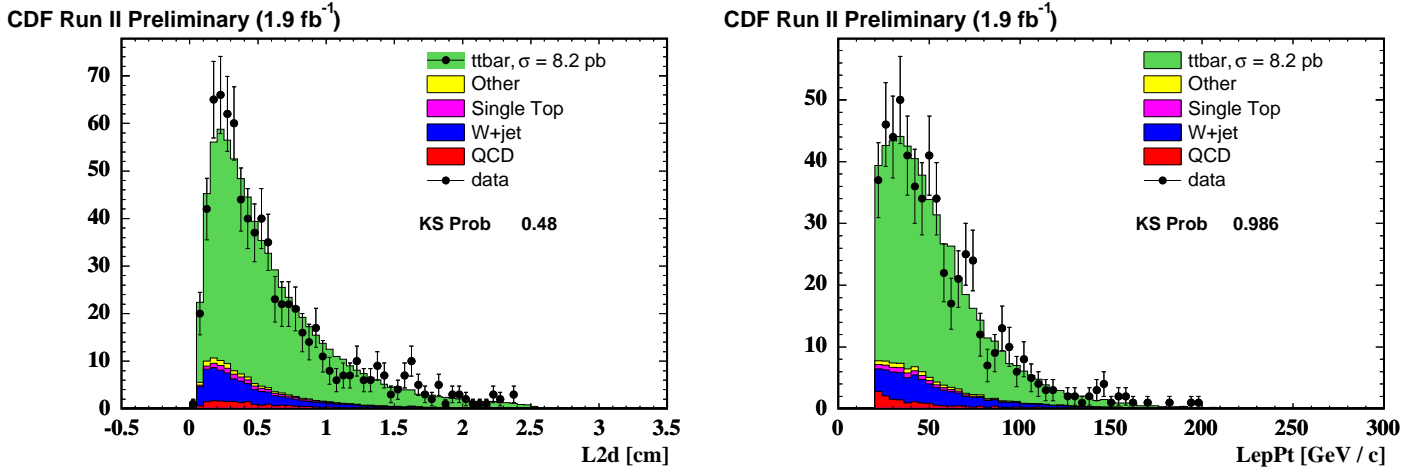 CDF Run II Preliminary (1.9 fb⁻¹)
ttbar, σ = 8.2 pb
Other
Single Top
W+jet
QCD
data
KS Prob 0.48
70
60
50
40
30
20
10
0
-0.5 0 0.5 1 1.5 2 2.5 3 3.5
L2d [cm]
CDF Run II Preliminary (1.9 fb⁻¹)
ttbar, σ = 8.2 pb
Other
Single Top
W+jet
QCD
data
KS Prob 0.986
50
40
30
20
10
0
0 50 100 150 200 250 300
LepPt [GeV / c]